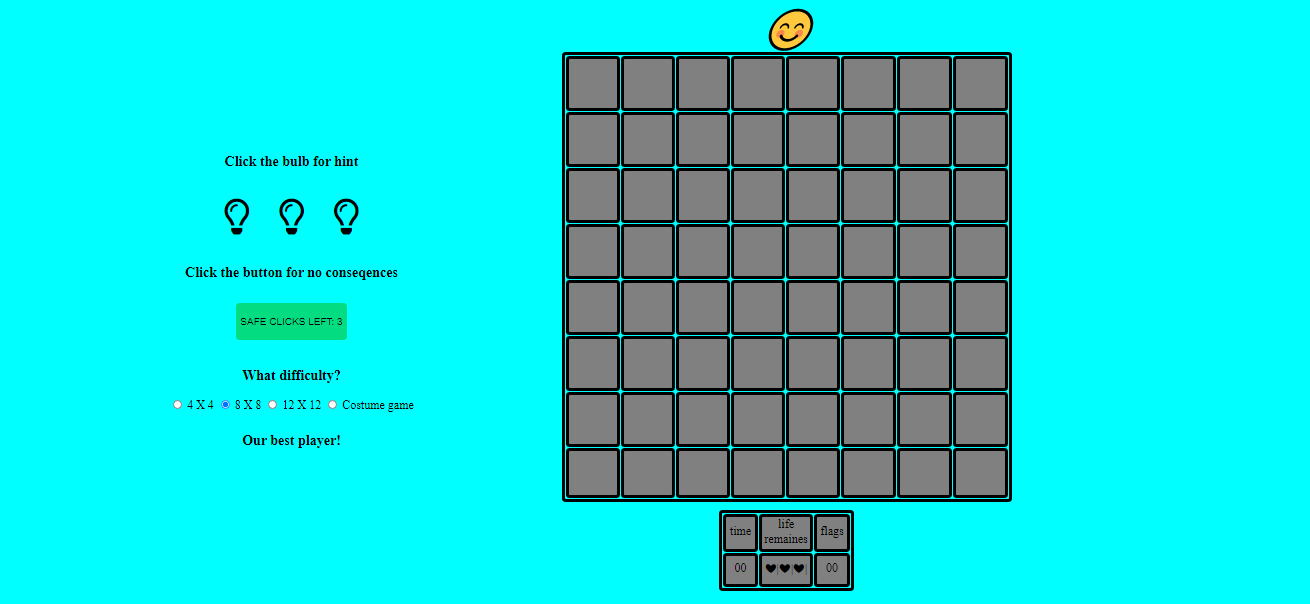 Click the bulb for hint
Click the button for no conseqences
SAFE CLICKS LEFT: 3
What difficulty?
4 X 4 8 X 8 12 X 12 Costume game
Our best player!
time life remaines flags
00 ♥|♥|♥| 00